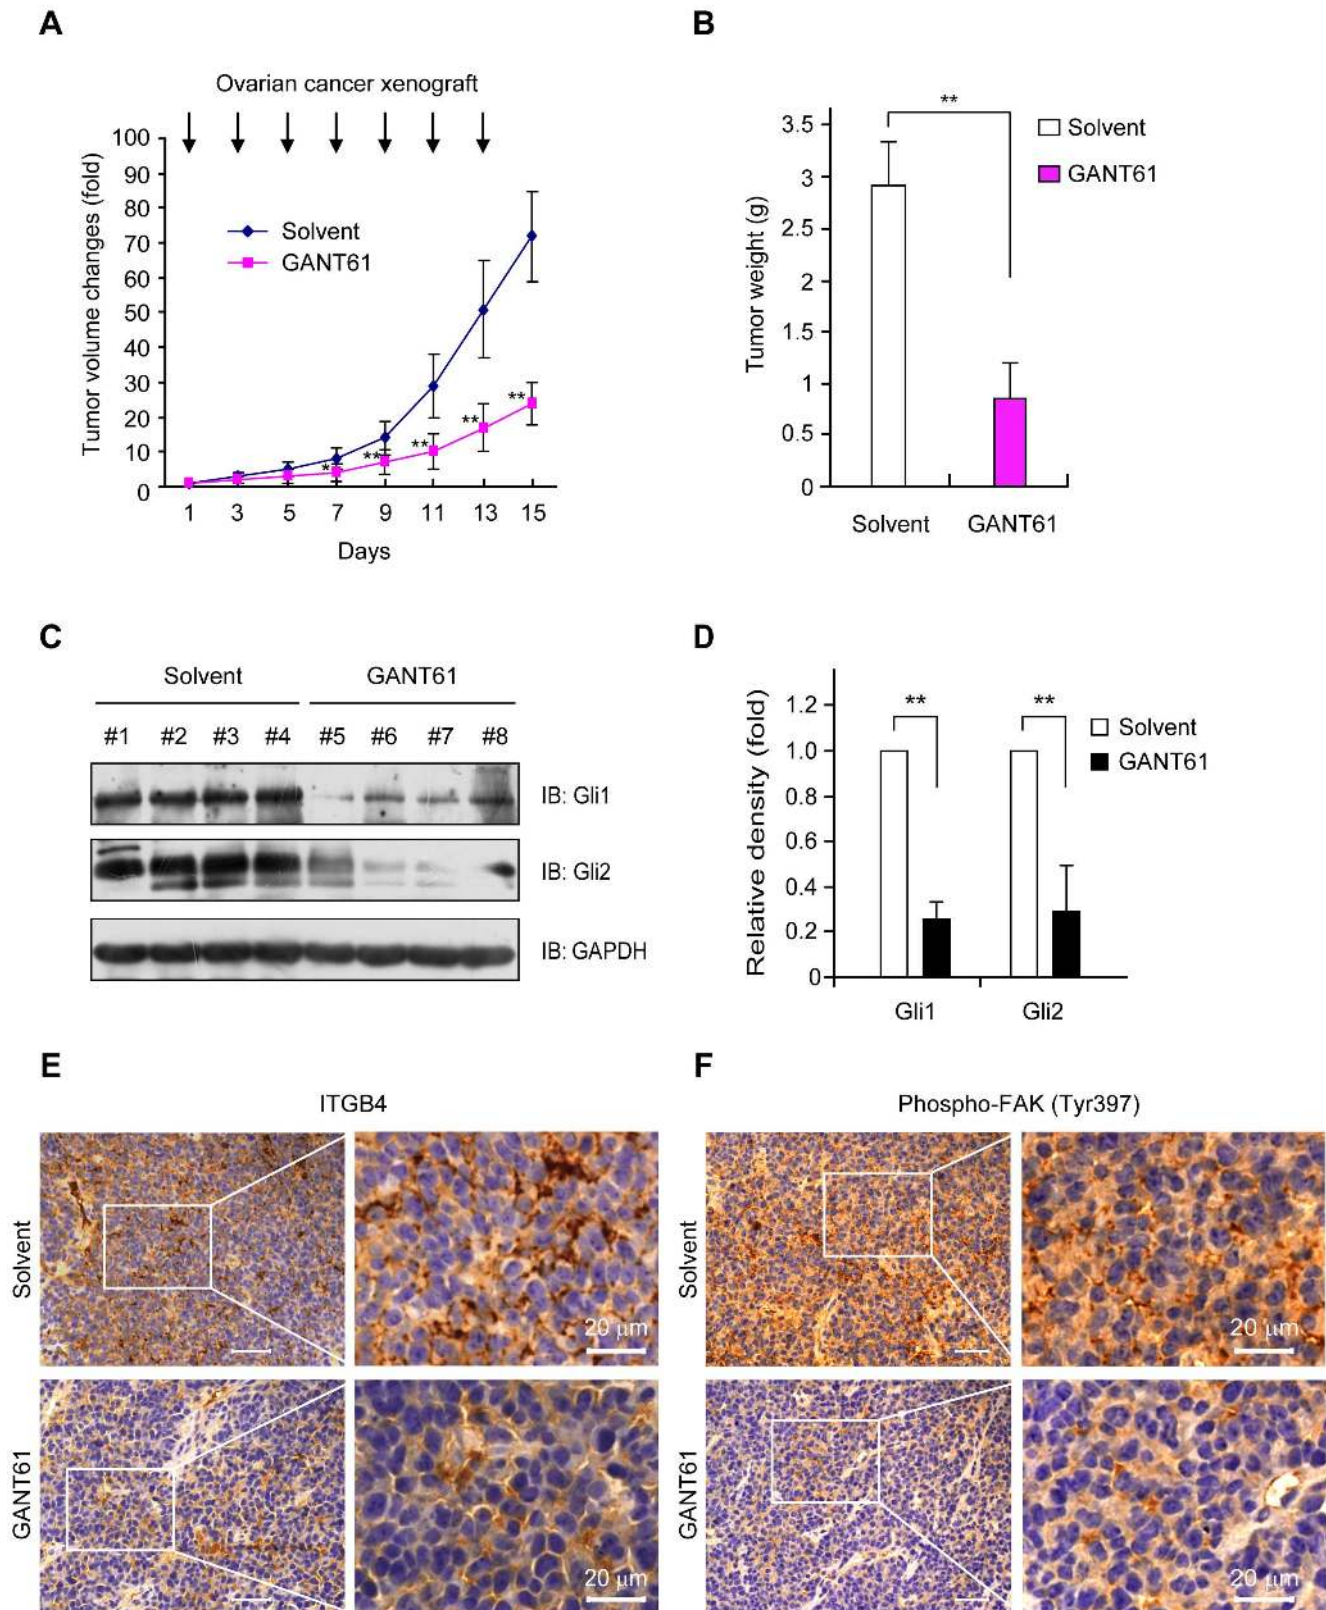 A
Ovarian cancer xenograft
Tumor volume changes (fold)
100
90
80
70
60
50
40
30
20
10
0
Solvent
GANT61
*
**
**
**
**
1 3 5 7 9 11 13 15
Days
B
**
Solvent
GANT61
Tumor weight (g)
3.5
3
2.5
2
1.5
1
0.5
0
Solvent GANT61
C
Solvent GANT61
#1 #2 #3 #4 #5 #6 #7 #8
IB: Gli1
IB: Gli2
IB: GAPDH
D
Relative density (fold)
1.2
1.0
0.8
0.6
0.4
0.2
0
** **
Solvent
GANT61
Gli1 Gli2
E
ITGB4
Solvent
20 μm
GANT61
20 μm
F
Phospho-FAK (Tyr397)
Solvent
20 μm
GANT61
20 μm